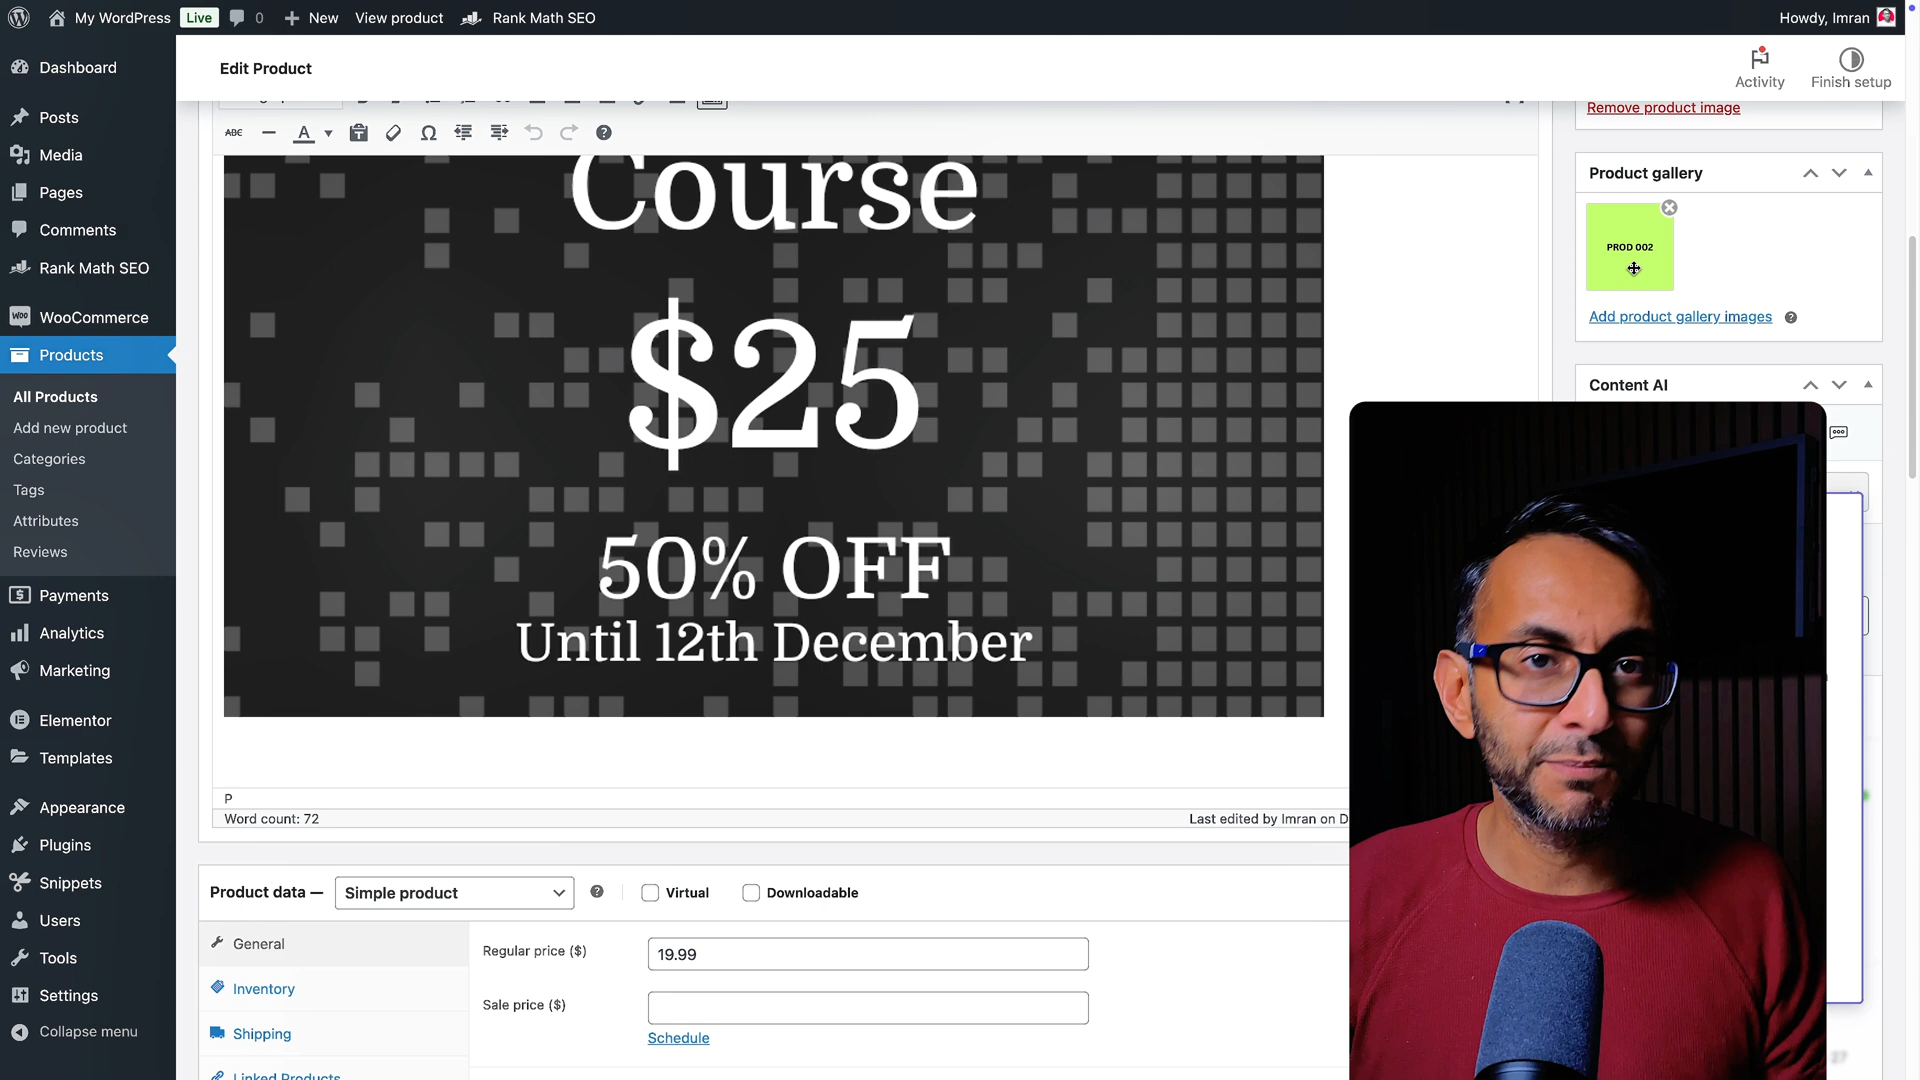 My WordPress Live 0 New View product Rank Math SEO Howdy, Imran
Edit Product
Activity
Finish setup
Dashboard
Posts
Media
Pages
Comments
Rank Math SEO
WooCommerce
Products
All Products
Add new product
Categories
Tags
Attributes
Reviews
Payments
Analytics
Marketing
Elementor
Templates
Appearance
Plugins
Snippets
Users
Tools
Settings
Collapse menu
ABC
A
Course
$25
50% OFF
Until 12th December
P
Word count: 72
Last edited by Imran on D
Product data —
Simple product
Virtual
Downloadable
General
Inventory
Shipping
Linked Products
Regular price ($)
19.99
Sale price ($)
Schedule
Remove product image
Product gallery
PROD 002
Add product gallery images
Content AI
27